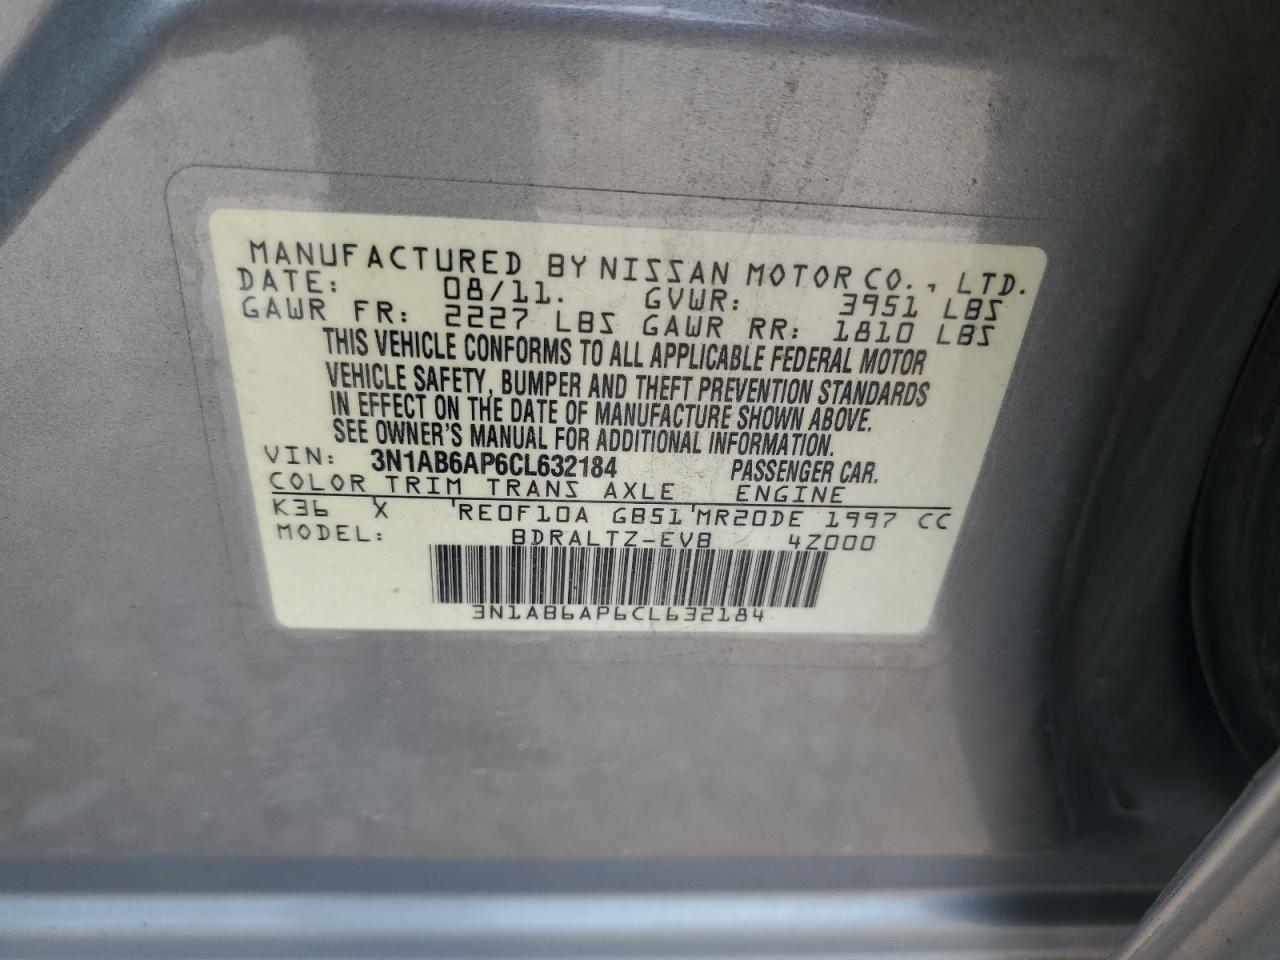 MANUFACTURED BY NISSAN MOTOR CO., LTD.
DATE: 08/11. GVWR: 3951 LBS
GAWR FR: 2227 LBS GAWR RR: 1810 LBS
THIS VEHICLE CONFORMS TO ALL APPLICABLE FEDERAL MOTOR
VEHICLE SAFETY, BUMPER AND THEFT PREVENTION STANDARDS
IN EFFECT ON THE DATE OF MANUFACTURE SHOWN ABOVE.
SEE OWNER'S MANUAL FOR ADDITIONAL INFORMATION.
VIN: 3N1AB6AP6CL632184 PASSENGER CAR.
COLOR TRIM TRANS AXLE ENGINE
K36 X 'RE0F10A GB51'MR20DE 1997 CC
MODEL: BDRALTZ-EVB 4Z000
3N1AB6AP6CL632184